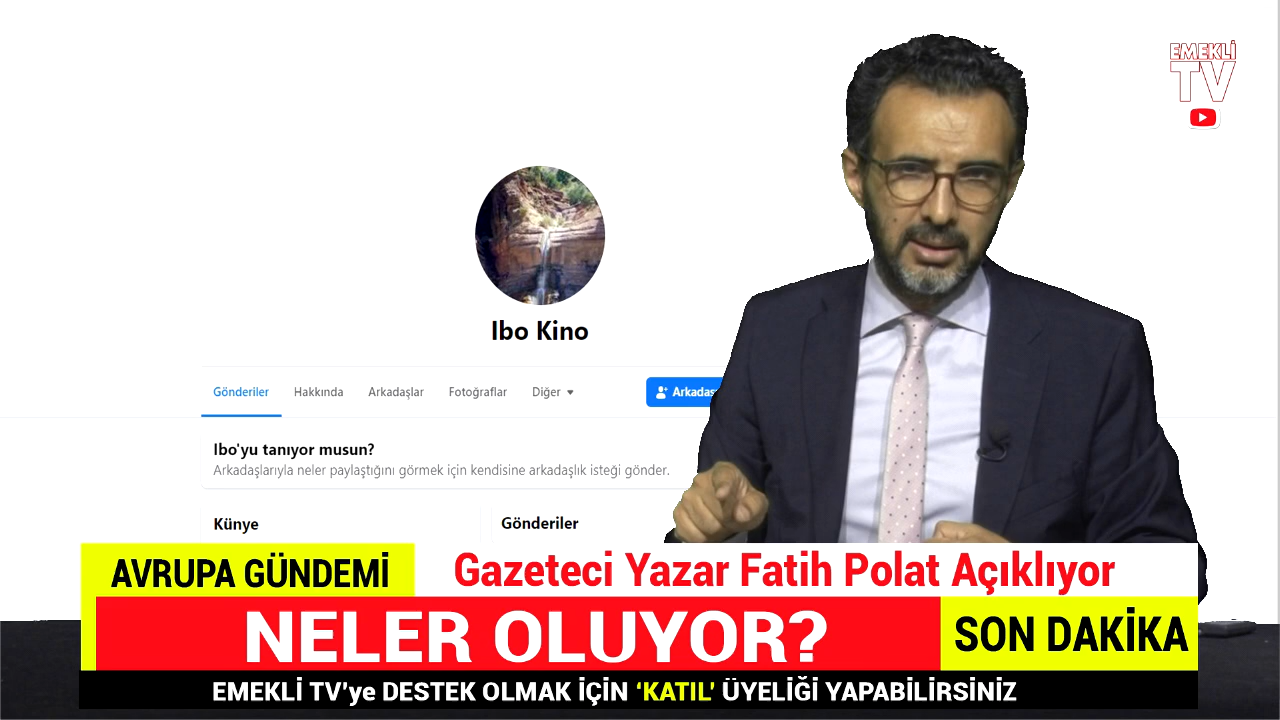 EMEKLİ
TV
Ibo Kino
Gönderiler Hakkında Arkadaşlar Fotoğraflar Diğer
Ibo'yu tanıyor musun?
Arkadaşlarıyla neler paylaştığını görmek için kendisine arkadaşlık isteği gönder.
Künye
Gönderiler
AVRUPA GÜNDEMİ
Gazeteci Yazar Fatih Polat Açıklıyor
NELER OLUYOR?
SON DAKİKA
EMEKLİ TV'ye DESTEK OLMAK İÇİN ‘KATIL’ ÜYELİĞİ YAPABİLİRSİNİZ